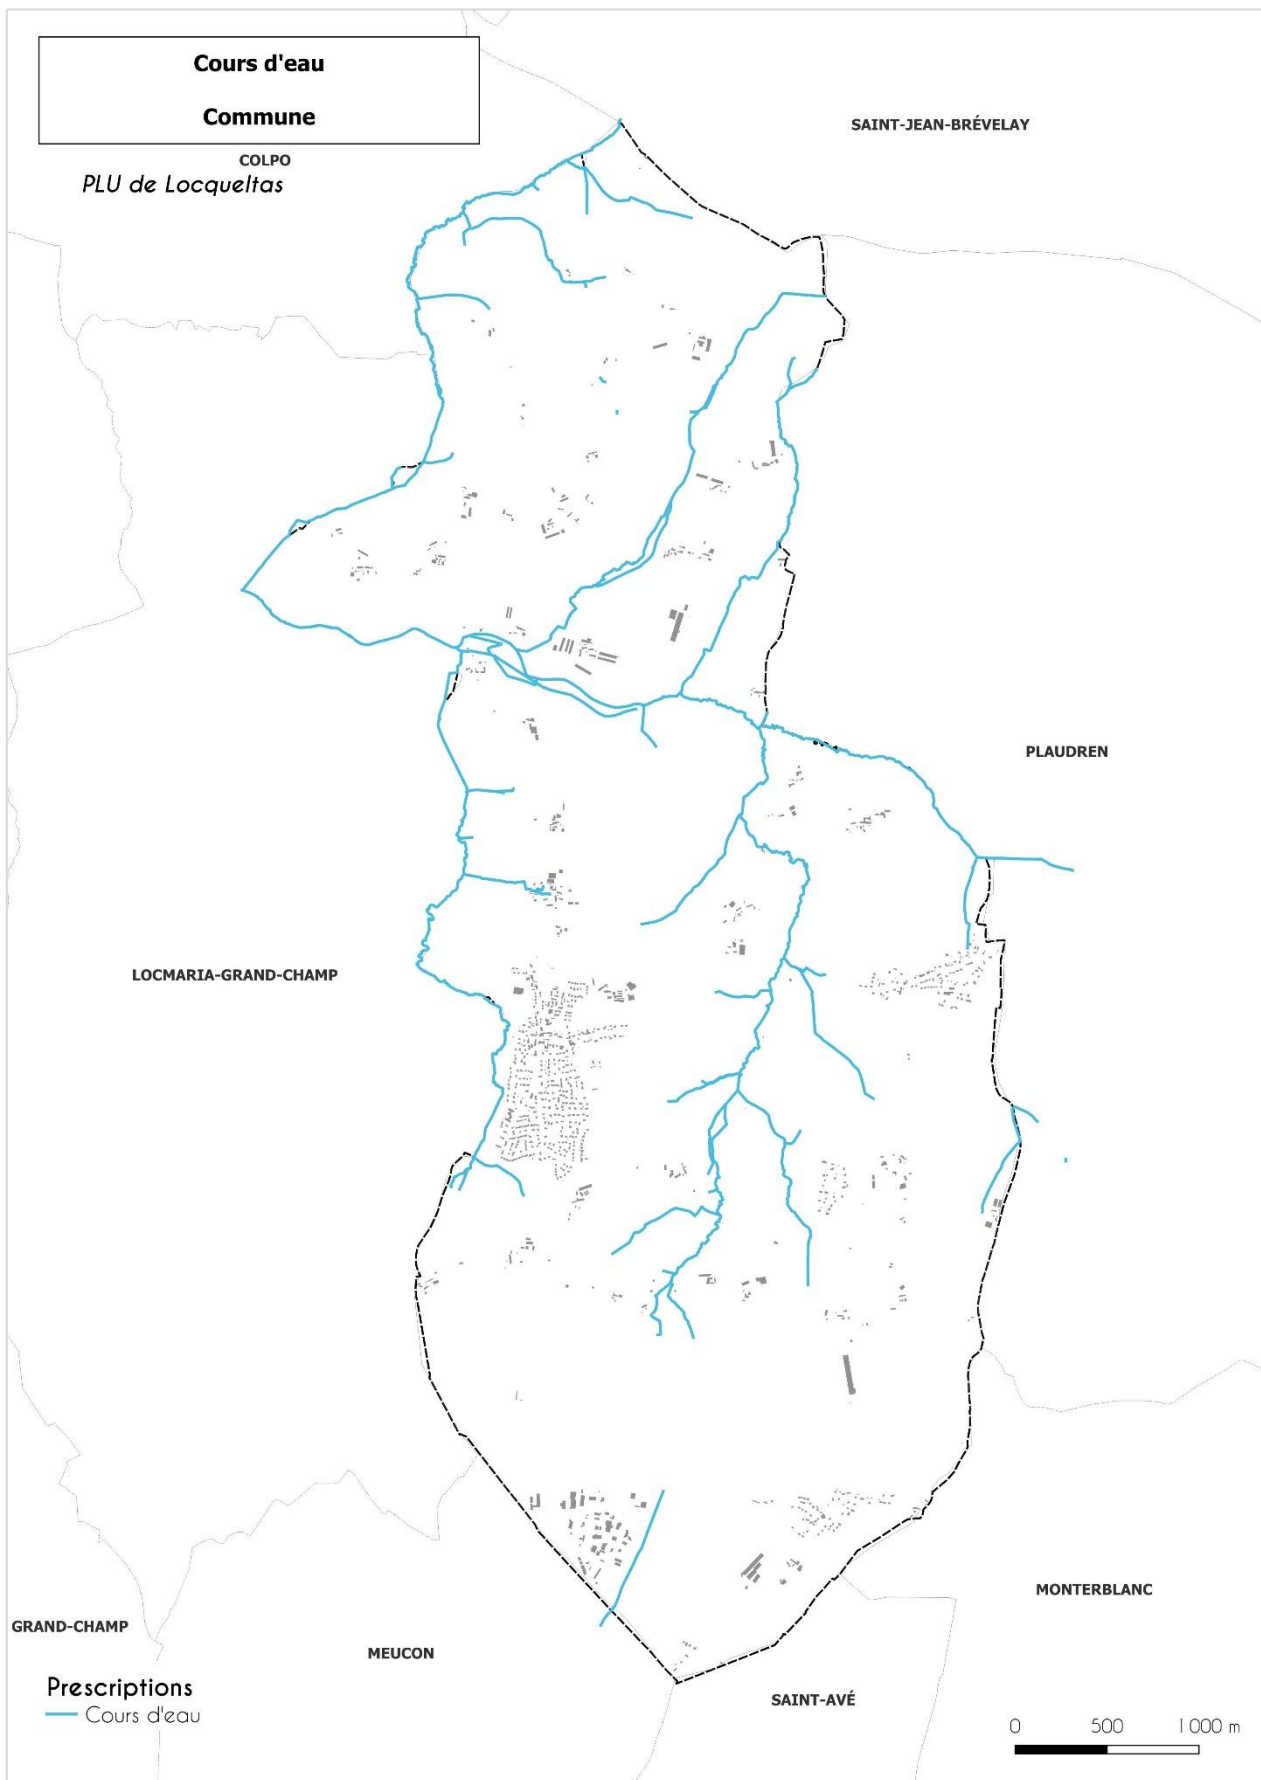 Cours d'eau
Commune
SAINT-JEAN-BRÉVELAY
COLPO
PLU de Locqueltas
PLAUDREN
LOCMARIA-GRAND-CHAMP
MONTERBLANC
GRAND-CHAMP
MEUCON
Prescriptions
Cours d'eau
SAINT-AVÉ
0 500 1 000 m